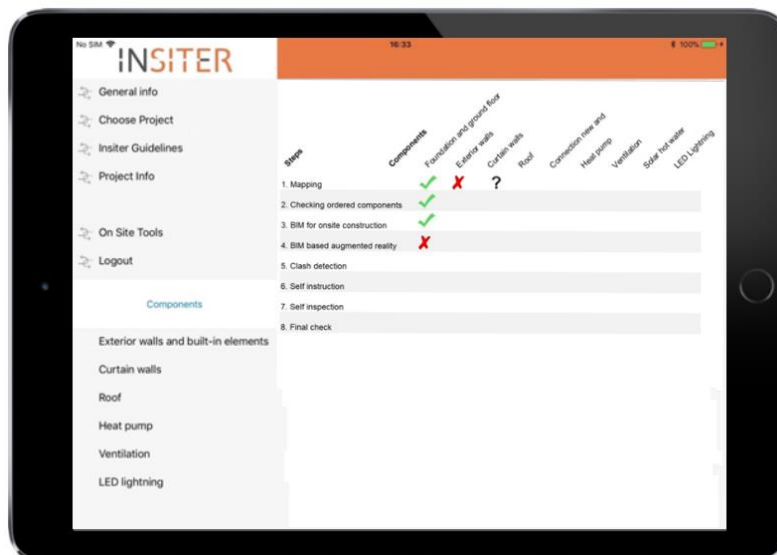 No SIM 16:33 100%
INSITER
General info
Choose Project
Insiter Guidelines
Project Info
On Site Tools
Logout
Components
Exterior walls and built-in elements
Curtain walls
Roof
Heat pump
Ventilation
LED lightning
Steps
Components
Foundation and ground floor
Exterior walls
Curtain walls
Roof
Connection new and
Heat pump
Ventilation
Solar hot water
LED Lightning
1. Mapping ?
2. Checking ordered components
3. BIM for onsite construction
4. BIM based augmented reality
5. Clash detection
6. Self instruction
7. Self inspection
8. Final check